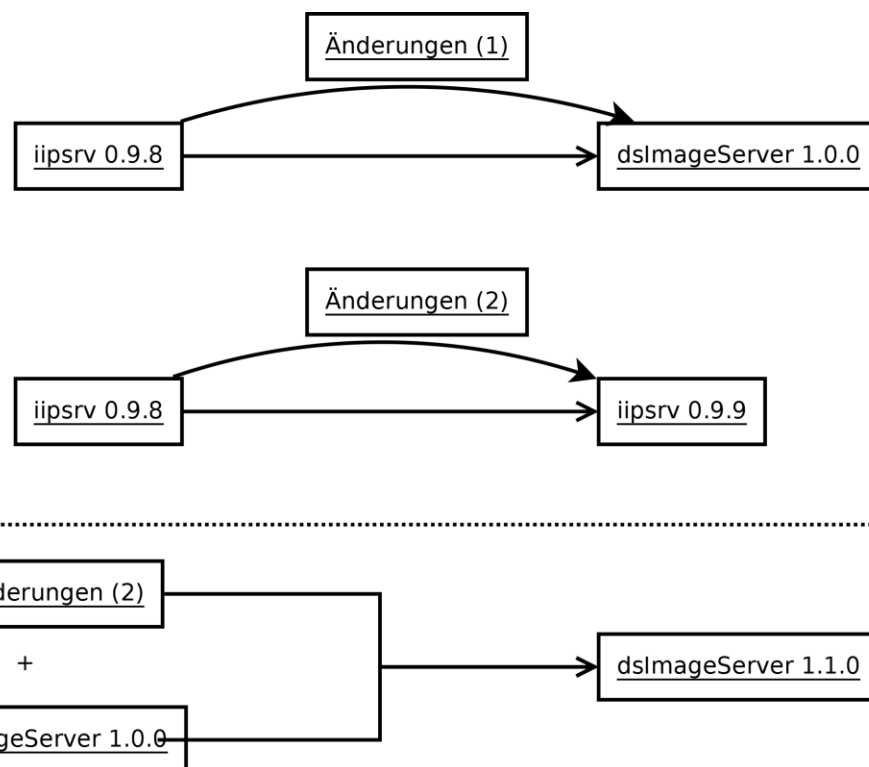 Änderungen (1)
iipsrv 0.9.8
dsImageServer 1.0.0
Änderungen (2)
iipsrv 0.9.8
iipsrv 0.9.9
derungen (2)
+
dsImageServer 1.1.0
geServer 1.0.0